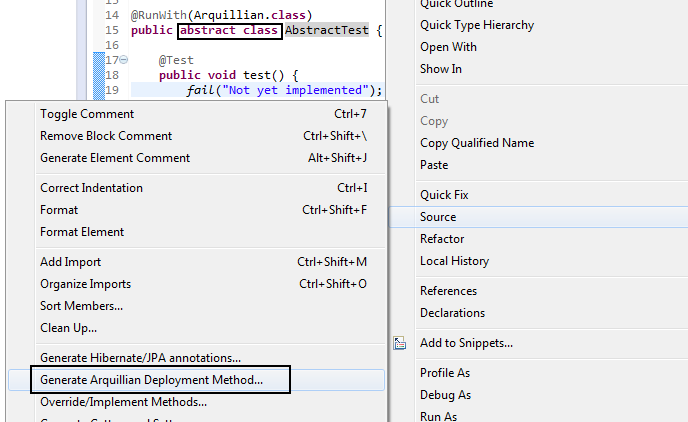 15
14 @RunWith(Arquillian.class)
15 public abstract class AbstractTest {
16
17 @Test
18 public void test() {
19 fail("Not yet implemented");
Toggle Comment Ctrl+7
Remove Block Comment Ctrl+Shift+\
Generate Element Comment Alt+Shift+J
Correct Indentation Ctrl+I
Format Ctrl+Shift+F
Format Element
Add Import Ctrl+Shift+M
Organize Imports Ctrl+Shift+O
Sort Members...
Clean Up...
Generate Hibernate/JPA annotations...
Generate Arquillian Deployment Method...
Override/Implement Methods...
Quick Outline
Quick Type Hierarchy
Open With
Show In
Cut
Copy
Copy Qualified Name
Paste
Quick Fix
Source
Refactor
Local History
References
Declarations
Add to Snippets...
Profile As
Debug As
Run As